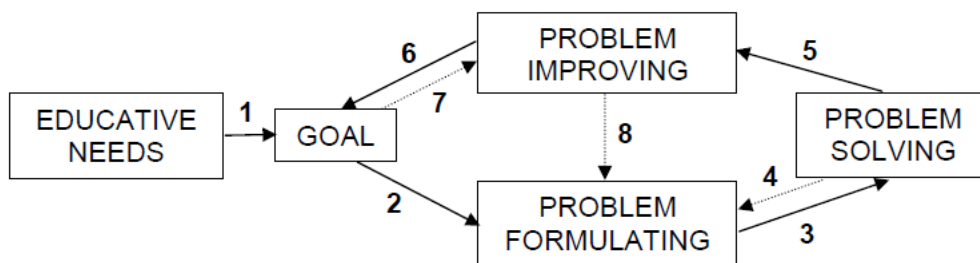 EDUCATIVE
NEEDS
1
GOAL
6
7
2
PROBLEM
IMPROVING
8
PROBLEM
FORMULATING
5
4
3
PROBLEM
SOLVING